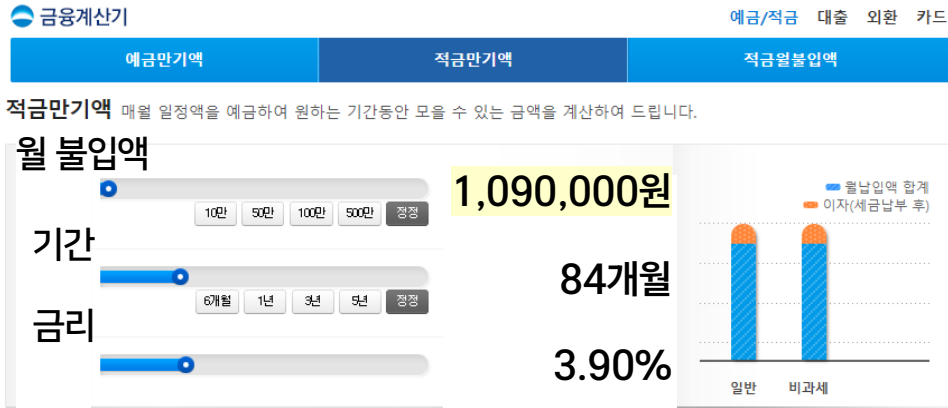 금융계산기
예금/적금 대출 외환 카드
예금만기액 적금만기액 적금월불입액
적금만기액 매월 일정액을 예금하여 원하는 기간동안 모을 수 있는 금액을 계산하여 드립니다.
월 불입액
1,090,000원
10만 50만 100만 500만 정정
기간
84개월
6개월 1년 3년 5년 정정
금리
3.90%
월납입액 합계
이자(세금납부 후)
일반 비과세